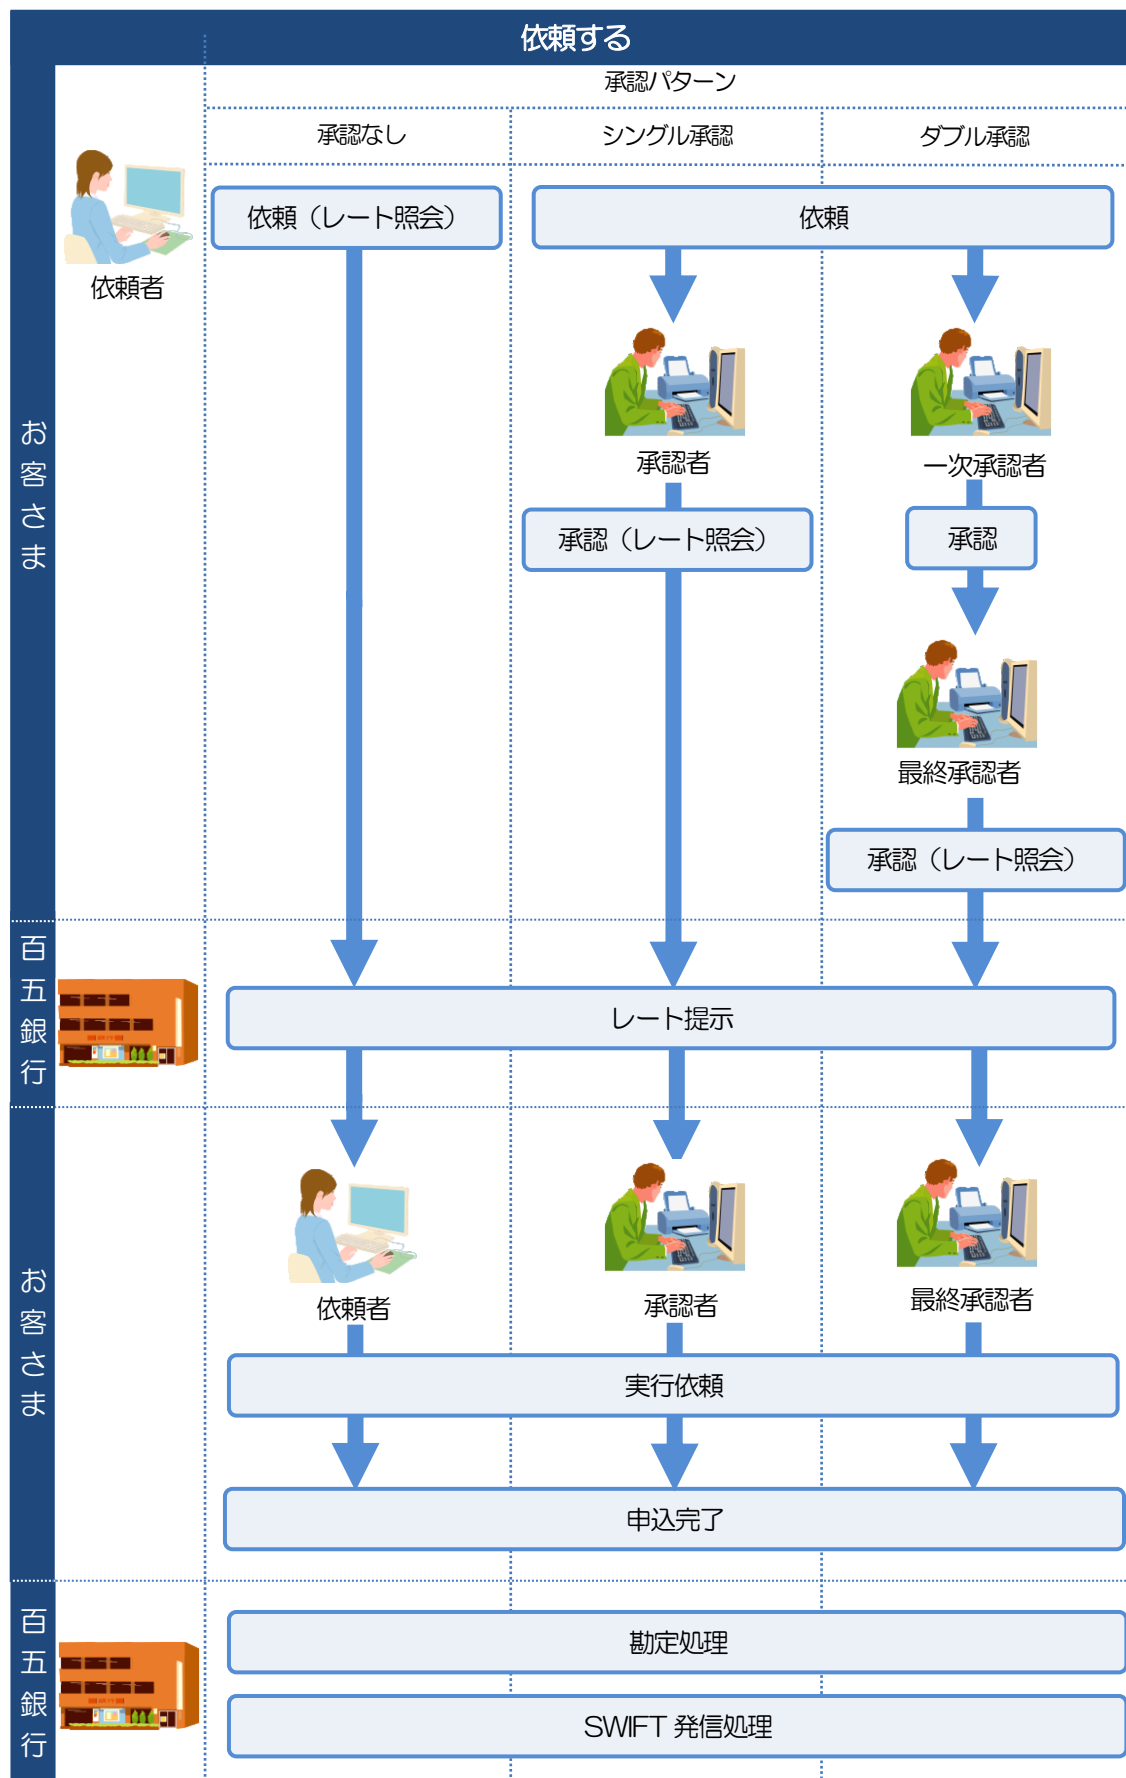 依頼する
承認パターン
承認なし
シングル承認
ダブル承認
依頼（レート照会）
依頼
依頼者
お客さま
承認者
一次承認者
承認（レート照会）
承認
最終承認者
承認（レート照会）
百五銀行
レート提示
お客さま
依頼者
承認者
最終承認者
実行依頼
申込完了
百五銀行
勘定処理
SWIFT 発信処理